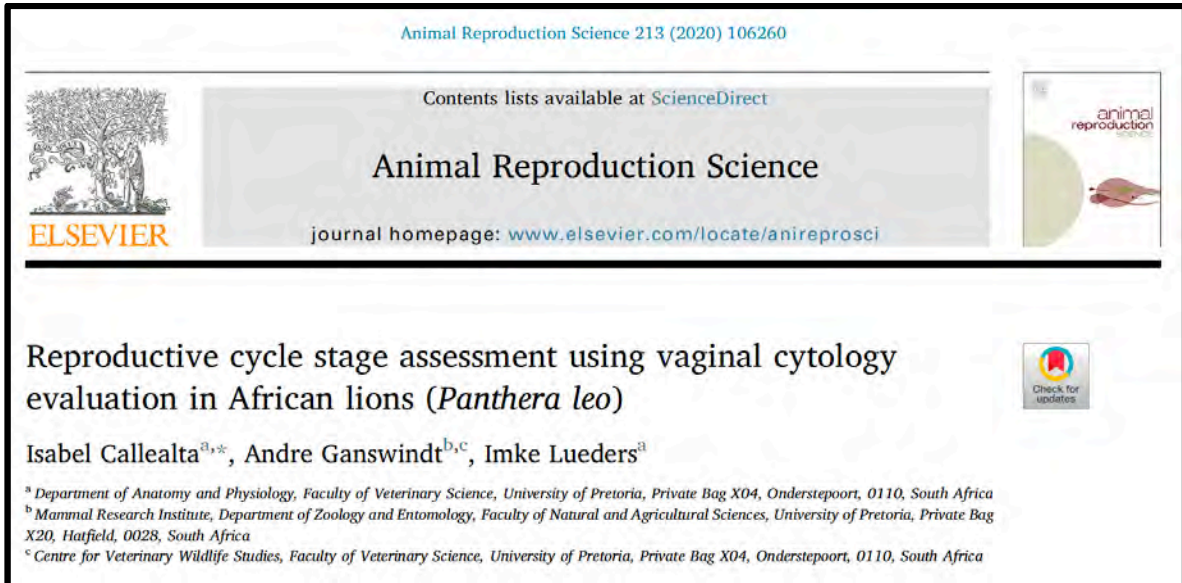 Animal Reproduction Science 213 (2020) 106260
Contents lists available at ScienceDirect
Animal Reproduction Science
journal homepage: www.elsevier.com/locate/anireprosci
ELSEVIER
animal
reproduction
SCIENCE
Reproductive cycle stage assessment using vaginal cytology
evaluation in African lions (Panthera leo)
Check for
updates
Isabel Callealtaᵃ,*, Andre Ganswindtᵇ,ᶜ, Imke Luedersᵃ
ᵃ Department of Anatomy and Physiology, Faculty of Veterinary Science, University of Pretoria, Private Bag X04, Onderstepoort, 0110, South Africa
ᵇ Mammal Research Institute, Department of Zoology and Entomology, Faculty of Natural and Agricultural Sciences, University of Pretoria, Private Bag
X20, Hatfield, 0028, South Africa
ᶜ Centre for Veterinary Wildlife Studies, Faculty of Veterinary Science, University of Pretoria, Private Bag X04, Onderstepoort, 0110, South Africa